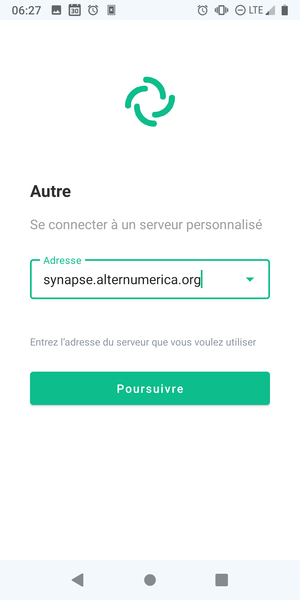 06:27
30
LTE
Autre
Se connecter à un serveur personnalisé
Adresse
synapse.alternumerica.org
Entrez l'adresse du serveur que vous voulez utiliser
Poursuivre